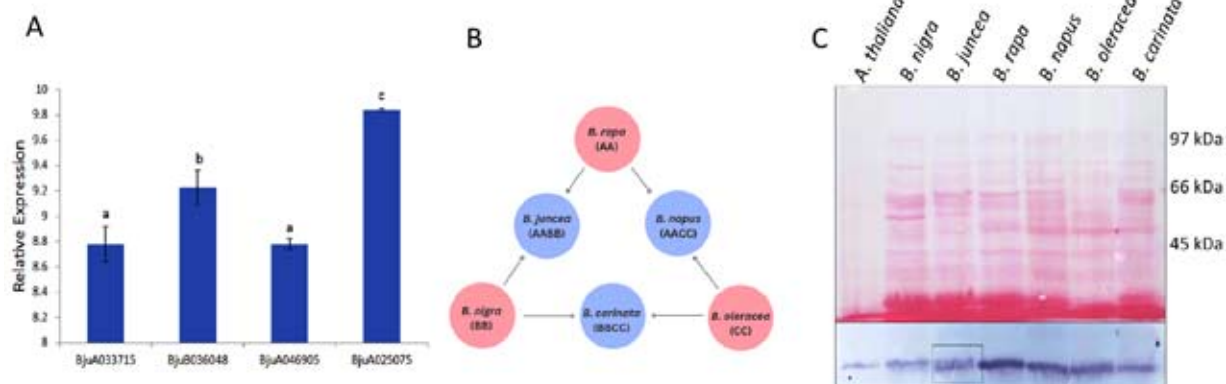 A
Relative Expression
10
9.8
9.6
9.4
9.2
9
8.8
8.6
8.4
8.2
8
a
b
a
c
BjuA033715
BjuB036048
BjuA046905
BjuA025075
B
B. rapa
(AA)
B. juncea
(AABB)
B. napus
(AACC)
B. nigra
(BB)
B. carinata
(BBCC)
B. oleracea
(CC)
C
A. thaliana
B. nigra
B. juncea
B. rapa
B. napus
B. oleracea
B. carinata
97 kDa
66 kDa
45 kDa